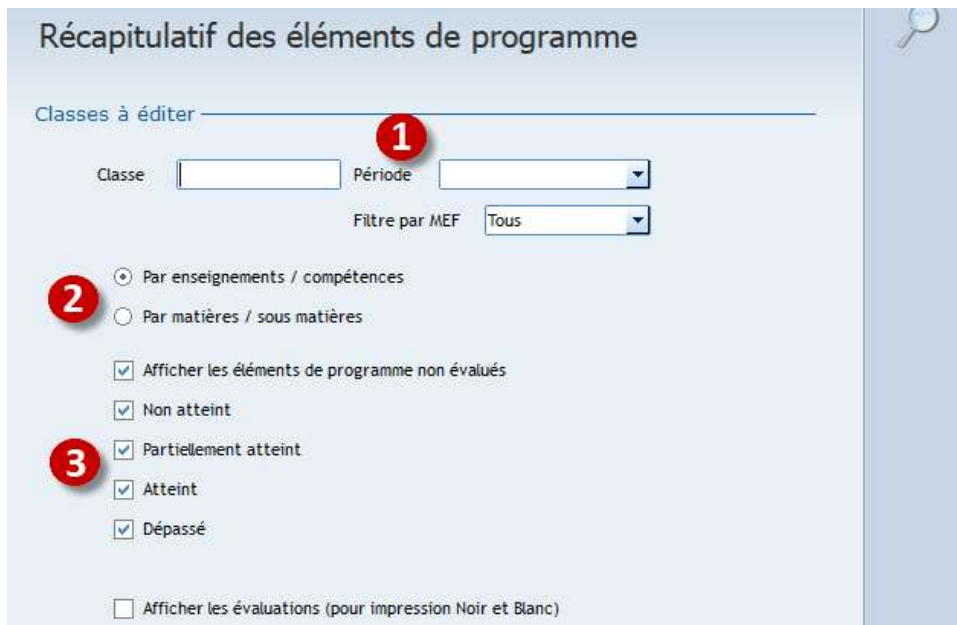 Récapitulatif des éléments de programme
Classes à éditer
1
Classe Période
Filtre par MEF Tous
2
Par enseignements / compétences
Par matières / sous matières
Afficher les éléments de programme non évalués
Non atteint
3
Partiellement atteint
Atteint
Dépassé
Afficher les évaluations (pour impression Noir et Blanc)